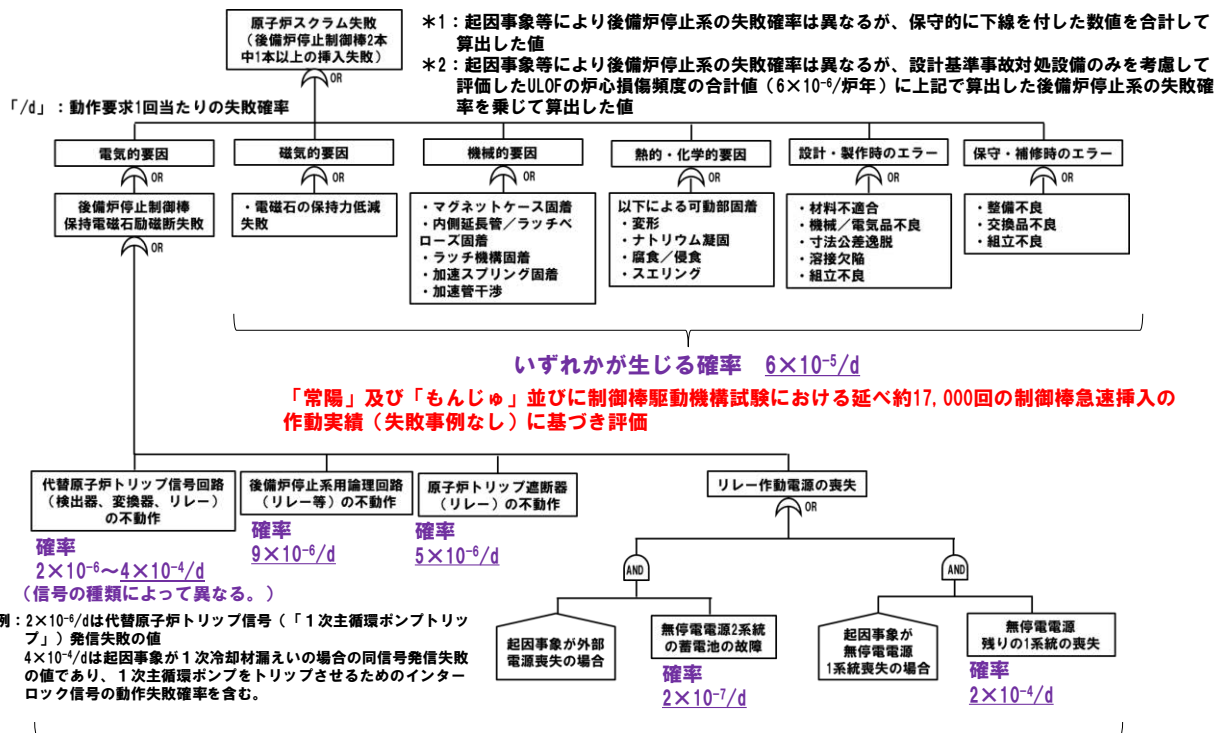 原子炉スクラム失敗
(後備炉停止制御棒2本
中1本以上の挿入失敗)
OR
*1:起因事象等により後備炉停止系の失敗確率は異なるが、保守的に下線を付した数値を合計して
算出した値
*2:起因事象等により後備炉停止系の失敗確率は異なるが、設計基準事故対処設備のみを考慮して
評価したULOFの炉心損傷頻度の合計値(6×10⁻⁶/炉年)に上記で算出した後備炉停止系の失敗確
率を乗じて算出した値
「/d」:動作要求1回当たりの失敗確率
電気的要因
OR
磁気的要因
OR
機械的要因
OR
熱的・化学的要因
OR
設計・製作時のエラー
OR
保守・補修時のエラー
OR
後備炉停止制御棒
保持電磁石励磁断失敗
OR
・電磁石の保持力低減
失敗
・マグネットケース固着
・内側延長管/ラッチベ
ローズ固着
・ラッチ機構固着
・加速スプリング固着
・加速管干渉
以下による可動部固着
・変形
・ナトリウム凝固
・腐食/侵食
・スエリング
・材料不適合
・機械/電気品不良
・寸法公差逸脱
・溶接欠陥
・組立不良
・整備不良
・交換品不良
・組立不良
いずれかが生じる確率 6×10⁻⁵/d
「常陽」及び「もんじゅ」並びに制御棒駆動機構試験における延べ約17,000回の制御棒急速挿入の
作動実績(失敗事例なし)に基づき評価
代替原子炉トリップ信号回路
(検出器、変換器、リレー)
の不動作
確率
2×10⁻⁶~4×10⁻⁴/d
(信号の種類によって異なる。)
後備炉停止系用論理回路
(リレー等)の不動作
確率
9×10⁻⁶/d
原子炉トリップ遮断器
(リレー)の不動作
確率
5×10⁻⁶/d
リレー作動電源の喪失
OR
AND
AND
起因事象が外部
電源喪失の場合
無停電電源2系統
の蓄電池の故障
確率
2×10⁻⁷/d
起因事象が
無停電電源
1系統喪失の場合
無停電電源
残りの1系統の喪失
確率
2×10⁻⁴/d
例:2×10⁻⁶/dは代替原子炉トリップ信号(「1次主循環ポンプトリッ
プ」)発信失敗の値
4×10⁻⁴/dは起因事象が1次冷却材漏えいの場合の同信号発信失敗
の値であり、1次主循環ポンプをトリップさせるためのインター
ロック信号の動作失敗確率を含む。